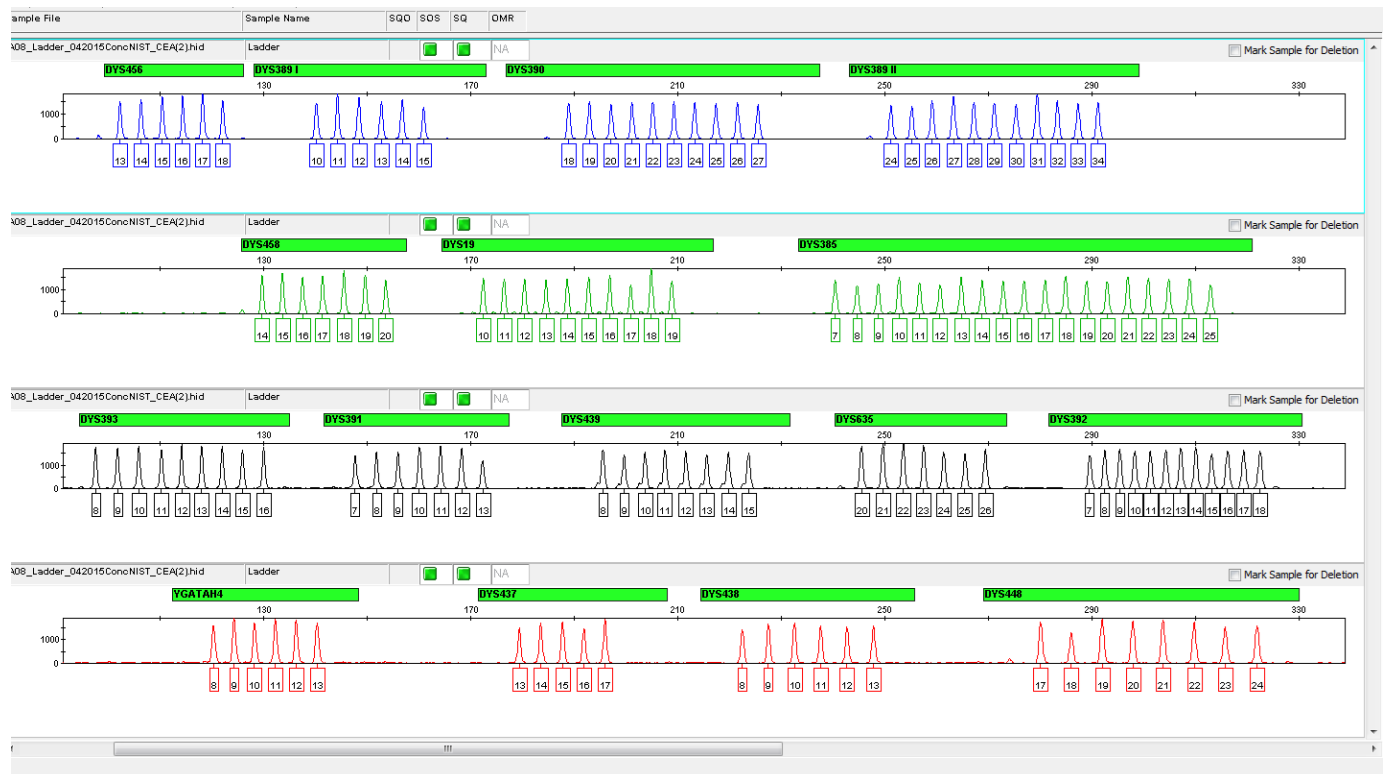 ample File Sample Name SQO SOS SQ OMR
A08_Ladder_042015ConcNIST_CEA(2).hid Ladder NA Mark Sample for Deletion
DYS456 DYS389 I DYS390 DYS389 II
130 170 210 250 290 330
1000
0
13 14 15 16 17 18 10 11 12 13 14 15 18 19 20 21 22 23 24 25 26 27 24 25 26 27 28 29 30 31 32 33 34
A08_Ladder_042015ConcNIST_CEA(2).hid Ladder NA Mark Sample for Deletion
DYS458 DYS19 DYS385
130 170 210 250 290 330
1000
0
14 15 16 17 18 19 20 10 11 12 13 14 15 16 17 18 19 7 8 9 10 11 12 13 14 15 16 17 18 19 20 21 22 23 24 25
A08_Ladder_042015ConcNIST_CEA(2).hid Ladder NA Mark Sample for Deletion
DYS393 DYS391 DYS439 DYS635 DYS392
130 170 210 250 290 330
1000
0
8 9 10 11 12 13 14 15 16 7 8 9 10 11 12 13 8 9 10 11 12 13 14 15 20 21 22 23 24 25 26 7 8 9 10 11 12 13 14 15 16 17 18
A08_Ladder_042015ConcNIST_CEA(2).hid Ladder NA Mark Sample for Deletion
YGATAH4 DYS437 DYS438 DYS448
130 170 210 250 290 330
1000
0
8 9 10 11 12 13 13 14 15 16 17 8 9 10 11 12 13 17 18 19 20 21 22 23 24